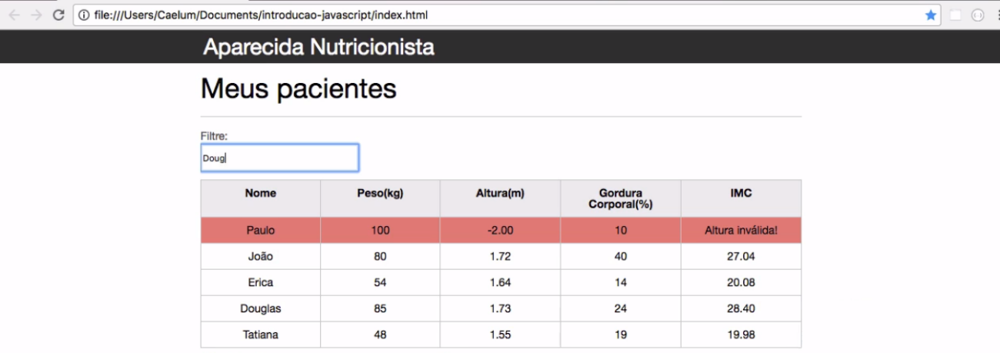 file:///Users/Caelum/Documents/introducao-javascript/index.html
Aparecida Nutricionista
Meus pacientes
Filtre:
Doug
Nome Peso(kg) Altura(m) Gordura Corporal(%) IMC
Paulo 100 -2.00 10 Altura inválida!
João 80 1.72 40 27.04
Erica 54 1.64 14 20.08
Douglas 85 1.73 24 28.40
Tatiana 48 1.55 19 19.98